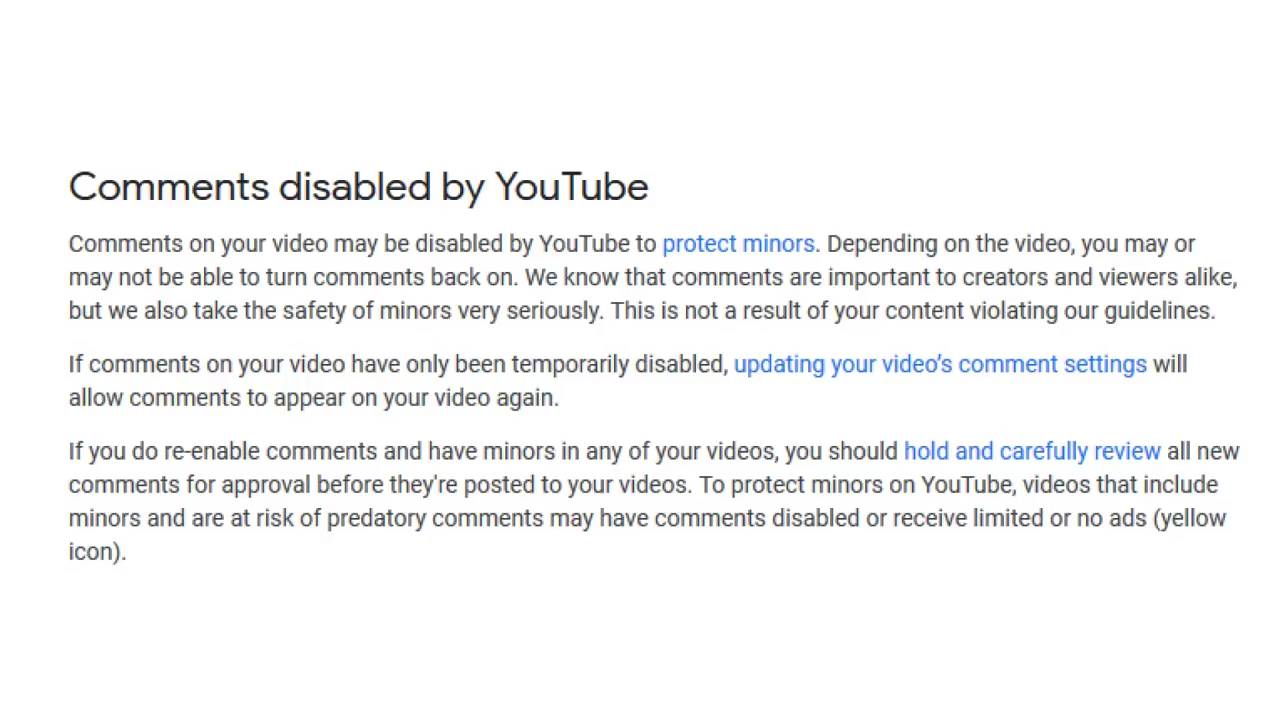 Comments disabled by YouTube
Comments on your video may be disabled by YouTube to protect minors. Depending on the video, you may or
may not be able to turn comments back on. We know that comments are important to creators and viewers alike,
but we also take the safety of minors very seriously. This is not a result of your content violating our guidelines.
If comments on your video have only been temporarily disabled, updating your video’s comment settings will
allow comments to appear on your video again.
If you do re-enable comments and have minors in any of your videos, you should hold and carefully review all new
comments for approval before they're posted to your videos. To protect minors on YouTube, videos that include
minors and are at risk of predatory comments may have comments disabled or receive limited or no ads (yellow
icon).